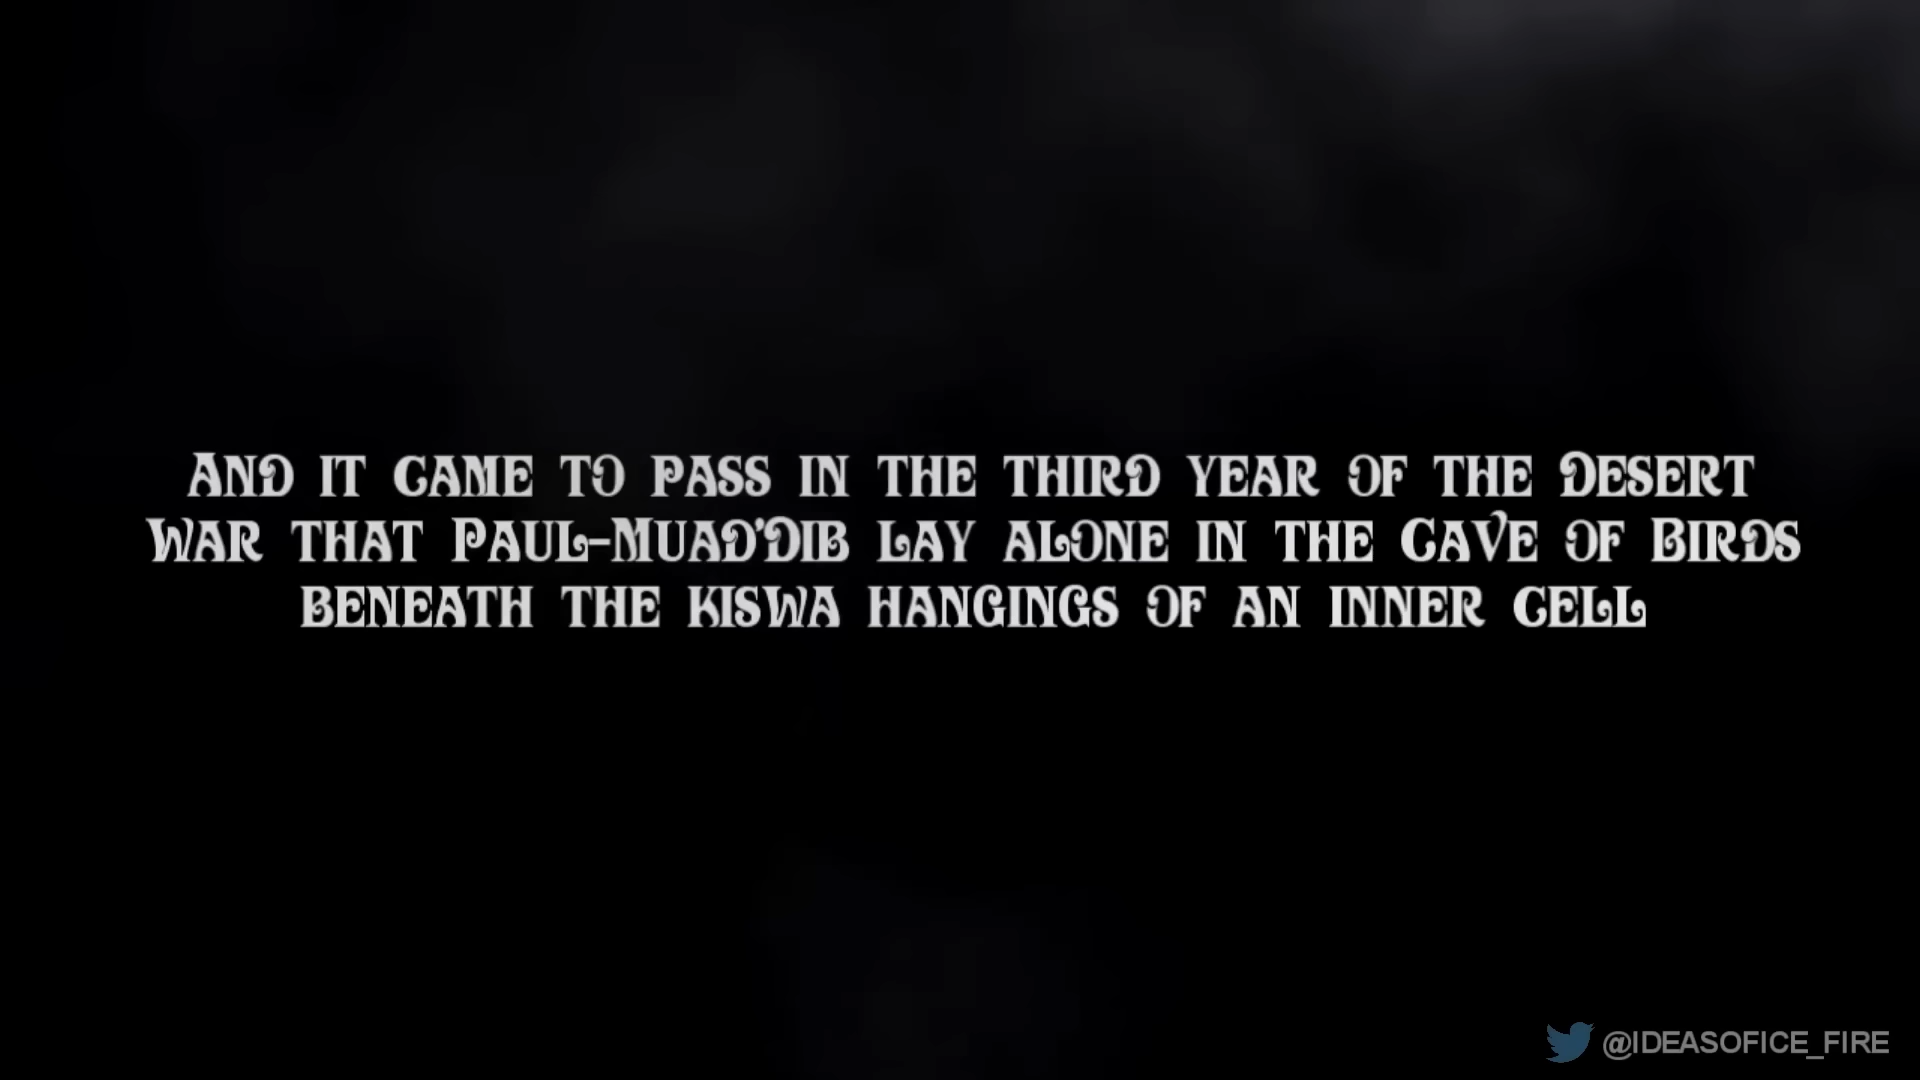 And it came to pass in the third year of the Desert
War that Paul-Muad'Dib lay alone in the Cave of Birds
beneath the kiswa hangings of an inner cell
@IDEASOFICE_FIRE